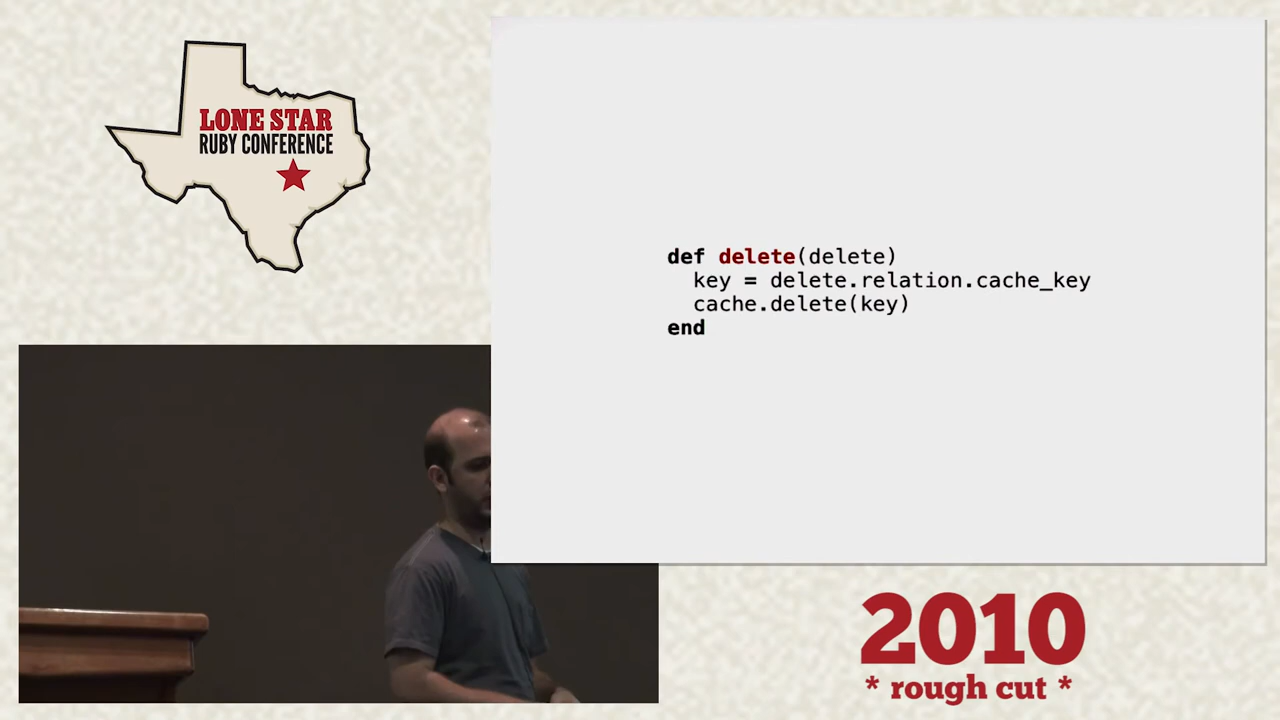 LONE STAR
RUBY CONFERENCE
def delete(delete)
  key = delete.relation.cache_key
  cache.delete(key)
end
2010
* rough cut *